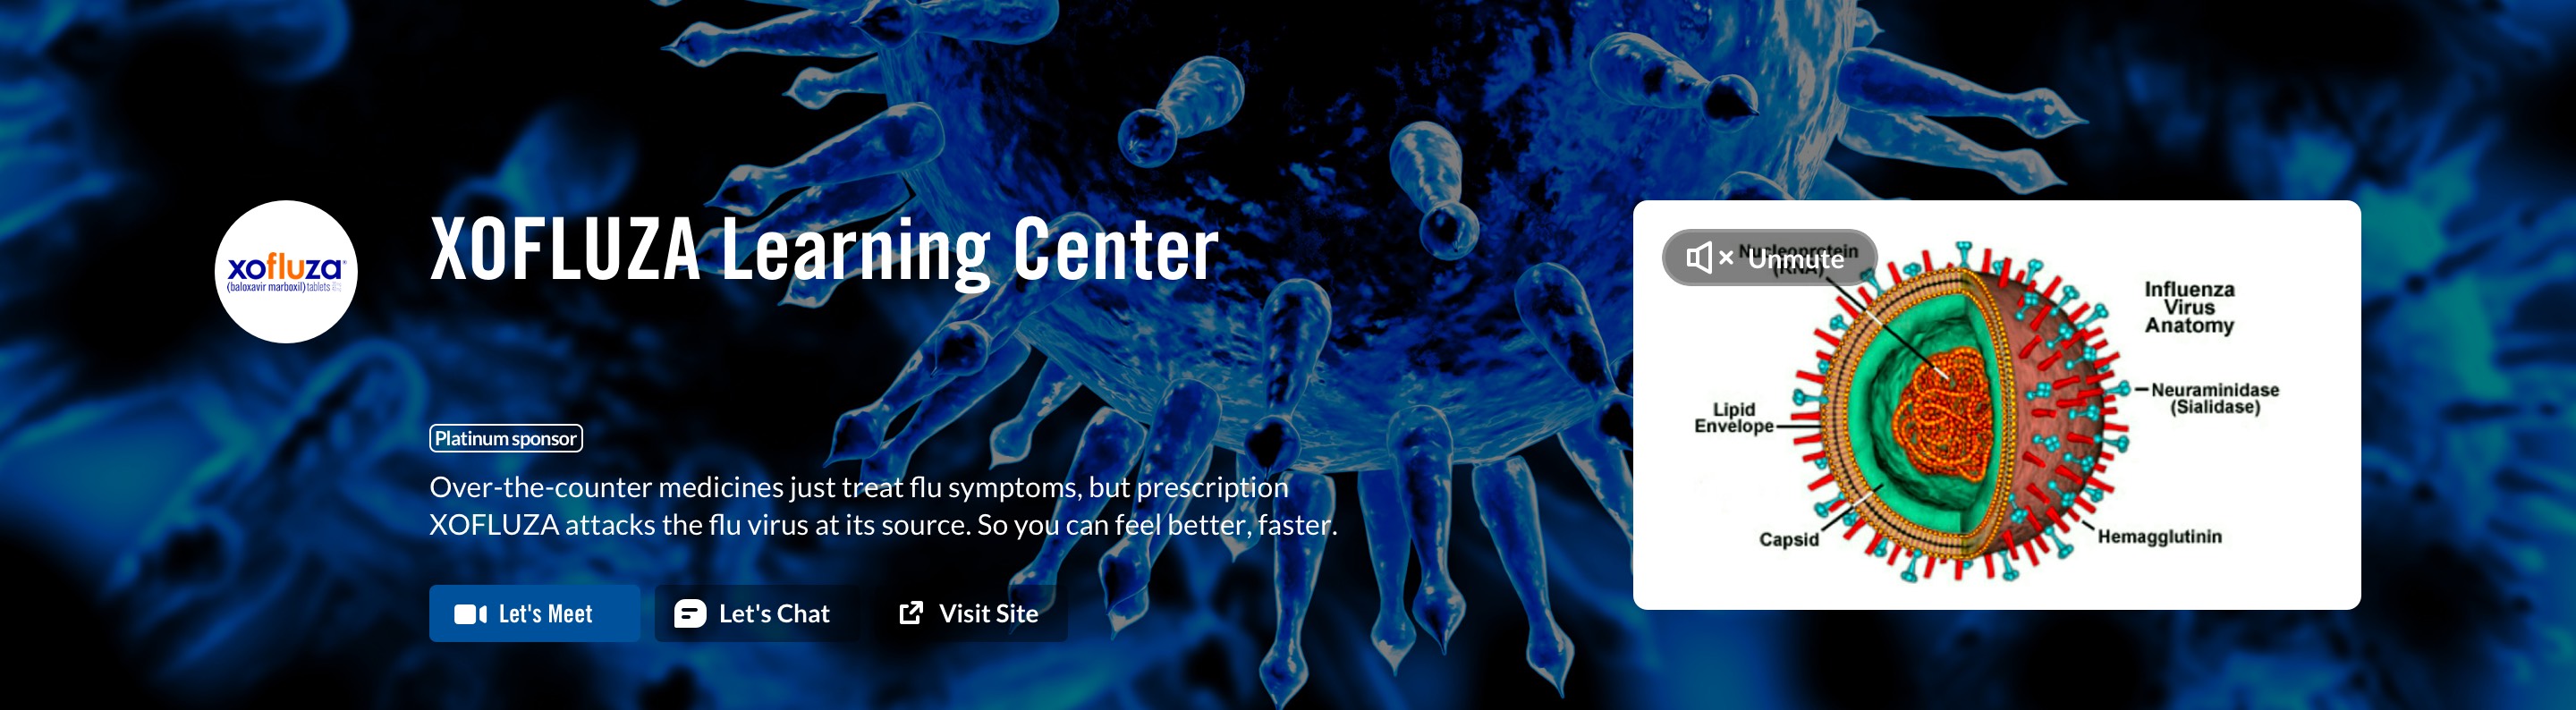 xofluza
(baloxavir marboxil) tablets
XOFLUZA Learning Center
Platinum sponsor
Over-the-counter medicines just treat flu symptoms, but prescription
XOFLUZA attacks the flu virus at its source. So you can feel better, faster.
Let's Meet
Let's Chat
Visit Site
Unmute
Nucleoprotein
(RNA)
Influenza
Virus
Anatomy
Neuraminidase
(Sialidase)
Lipid
Envelope
Capsid
Hemagglutinin